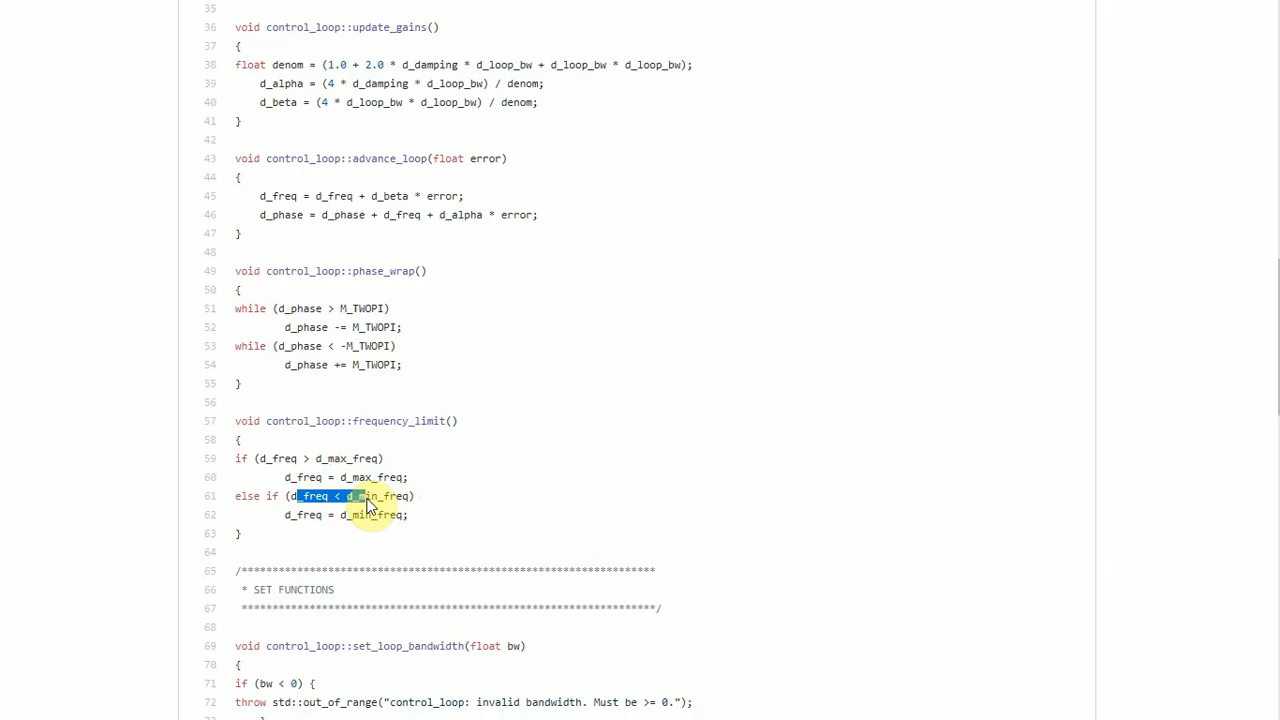 35
36 void control_loop::update_gains()
37 {
38 float denom = (1.0 + 2.0 * d_damping * d_loop_bw + d_loop_bw * d_loop_bw);
39 d_alpha = (4 * d_damping * d_loop_bw) / denom;
40 d_beta = (4 * d_loop_bw * d_loop_bw) / denom;
41 }
42
43 void control_loop::advance_loop(float error)
44 {
45 d_freq = d_freq + d_beta * error;
46 d_phase = d_phase + d_freq + d_alpha * error;
47 }
48
49 void control_loop::phase_wrap()
50 {
51 while (d_phase > M_TWOPI)
52 d_phase -= M_TWOPI;
53 while (d_phase < -M_TWOPI)
54 d_phase += M_TWOPI;
55 }
56
57 void control_loop::frequency_limit()
58 {
59 if (d_freq > d_max_freq)
60 d_freq = d_max_freq;
61 else if (d_freq < d_min_freq)
62 d_freq = d_min_freq;
63 }
64
65 /*******************************************************************
66 * SET FUNCTIONS
67 *******************************************************************/
68
69 void control_loop::set_loop_bandwidth(float bw)
70 {
71 if (bw < 0) {
72 throw std::out_of_range("control_loop: invalid bandwidth. Must be >= 0.");
}